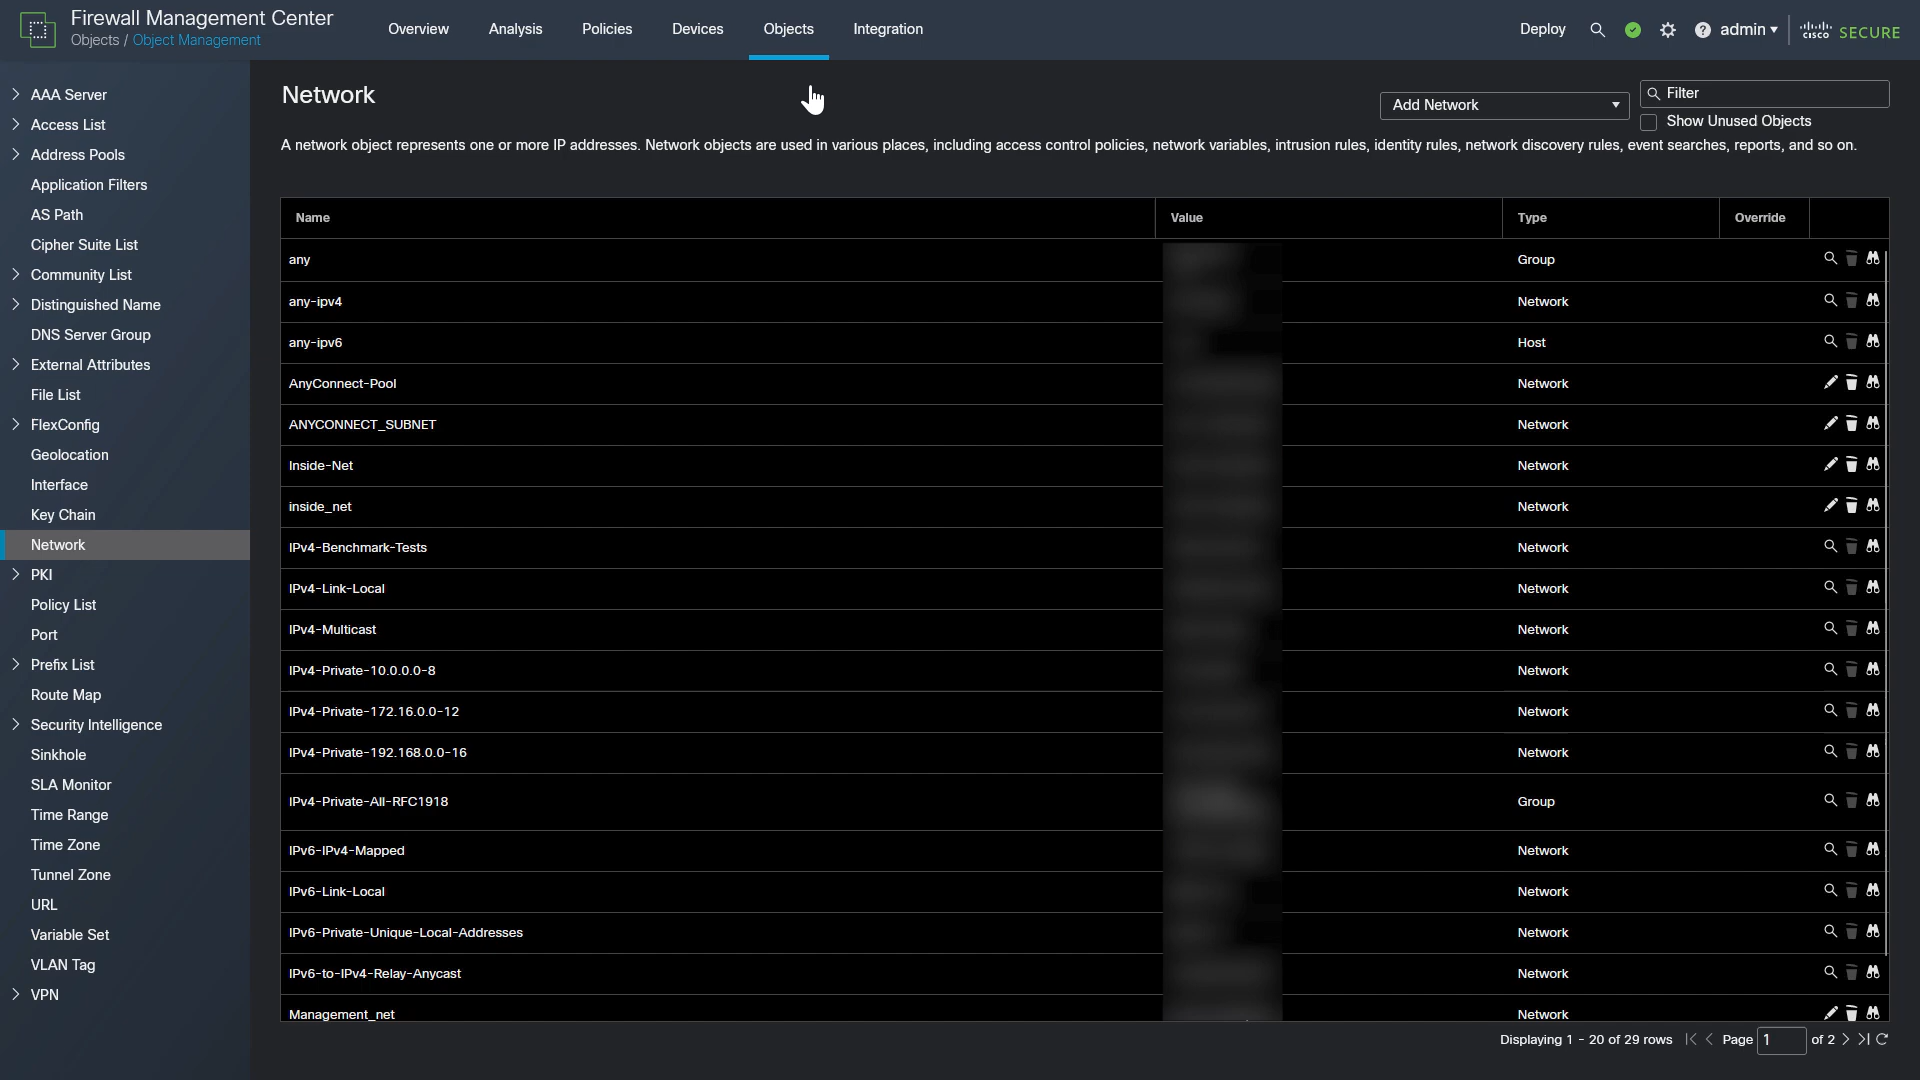 Firewall Management Center
Objects / Object Management
Overview
Analysis
Policies
Devices
Objects
Integration
Deploy
admin
cisco SECURE
AAA Server
Access List
Address Pools
Application Filters
AS Path
Cipher Suite List
Community List
Distinguished Name
DNS Server Group
External Attributes
File List
FlexConfig
Geolocation
Interface
Key Chain
Network
PKI
Policy List
Port
Prefix List
Route Map
Security Intelligence
Sinkhole
SLA Monitor
Time Range
Time Zone
Tunnel Zone
URL
Variable Set
VLAN Tag
VPN
Network
Add Network
Filter
Show Unused Objects
A network object represents one or more IP addresses. Network objects are used in various places, including access control policies, network variables, intrusion rules, identity rules, network discovery rules, event searches, reports, and so on.
Name Value Type Override
any Group
any-ipv4 Network
any-ipv6 Host
AnyConnect-Pool Network
ANYCONNECT_SUBNET Network
Inside-Net Network
inside_net Network
IPv4-Benchmark-Tests Network
IPv4-Link-Local Network
IPv4-Multicast Network
IPv4-Private-10.0.0.0-8 Network
IPv4-Private-172.16.0.0-12 Network
IPv4-Private-192.168.0.0-16 Network
IPv4-Private-All-RFC1918 Group
IPv6-IPv4-Mapped Network
IPv6-Link-Local Network
IPv6-Private-Unique-Local-Addresses Network
IPv6-to-IPv4-Relay-Anycast Network
Management_net Network
Displaying 1 - 20 of 29 rows Page 1 of 2